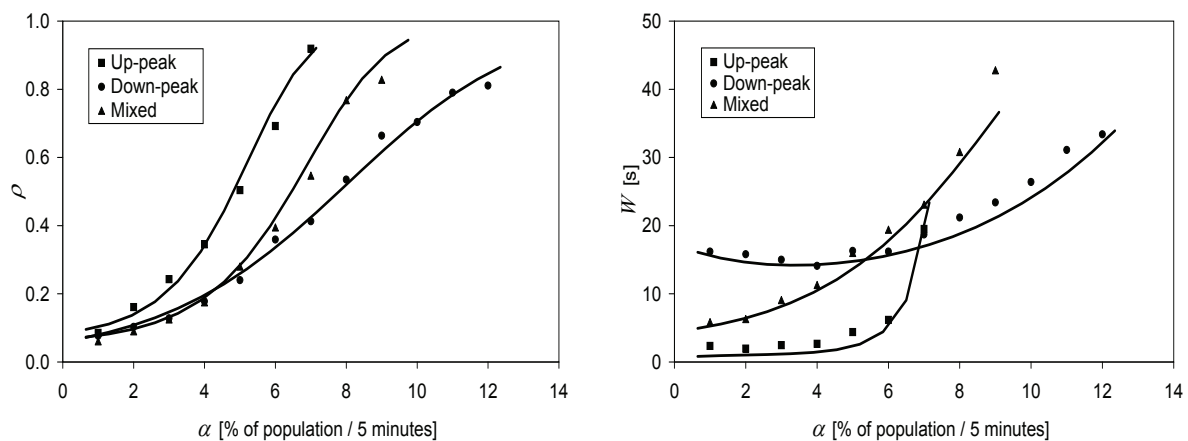 1.0
0.8
0.6
0.4
0.2
0.0
ρ
Up-peak
Down-peak
Mixed
0 2 4 6 8 10 12 14
α [% of population / 5 minutes]
50
40
30
20
10
0
W [s]
Up-peak
Down-peak
Mixed
0 2 4 6 8 10 12 14
α [% of population / 5 minutes]